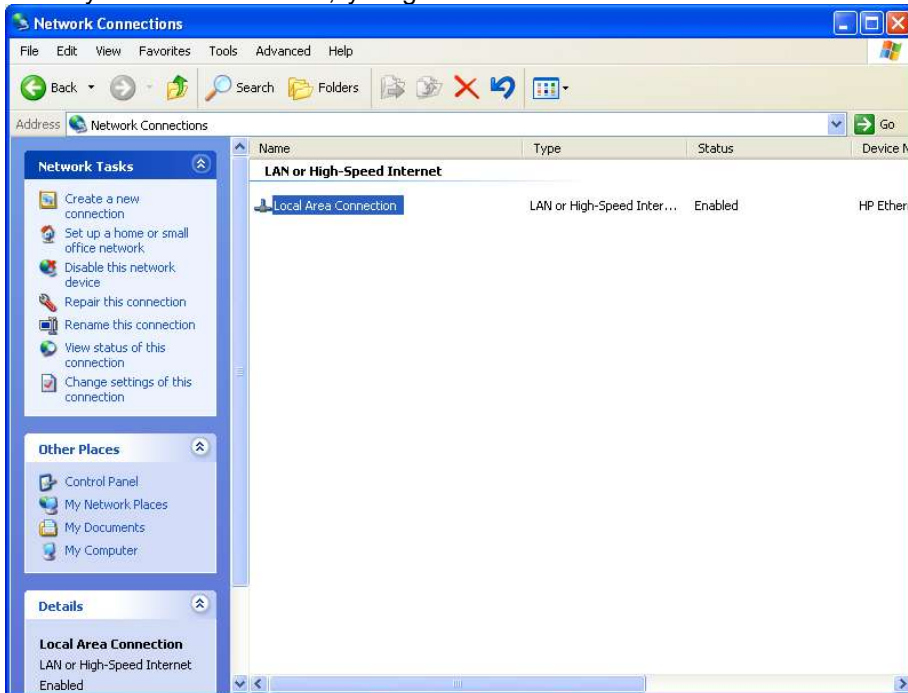 Network Connections
File Edit View Favorites Tools Advanced Help
Back Search Folders
Address Network Connections Go
Name Type Status Device N
LAN or High-Speed Internet
Local Area Connection LAN or High-Speed Inter... Enabled HP Ether
Network Tasks
Create a new
connection
Set up a home or small
office network
Disable this network
device
Repair this connection
Rename this connection
View status of this
connection
Change settings of this
connection
Other Places
Control Panel
My Network Places
My Documents
My Computer
Details
Local Area Connection
LAN or High-Speed Internet
Enabled